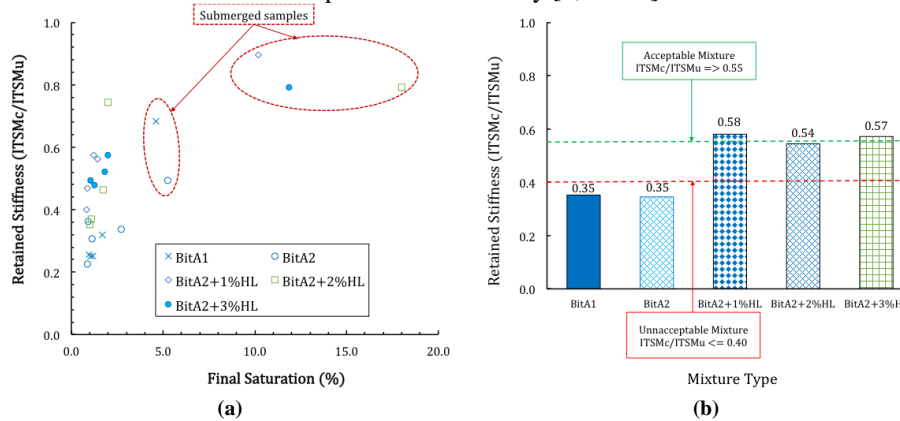 Submerged samples
Retained Stiffness (ITSMc/ITSMu)
1.0
0.8
0.6
0.4
0.2
0.0
0.0
5.0
10.0
15.0
20.0
BitA1
BitA2
BitA2+1%HL
BitA2+2%HL
BitA2+3%HL
Final Saturation (%)
(a)
Retained Stiffness (ITSMc/ITSMu)
1.0
0.8
0.6
0.4
0.2
0.0
Acceptable Mixture
ITSMc/ITSMu => 0.55
0.35
0.35
0.58
0.54
0.57
BitA1
BitA2
BitA2+1%HL
BitA2+2%HL
BitA2+3%H
Unnacceptable Mixture
ITSMc/ITSMu <= 0.40
Mixture Type
(b)